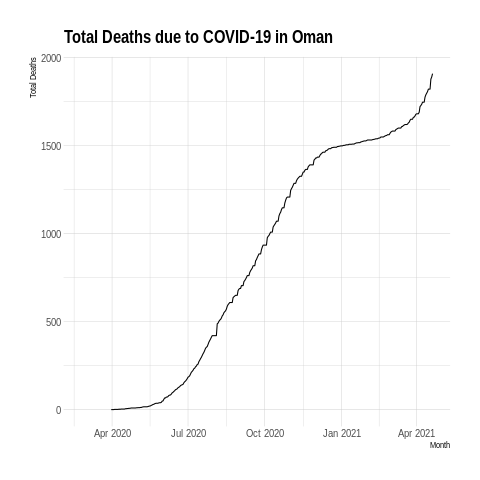 Total Deaths due to COVID-19 in Oman
Total Deaths
2000
1500
1000
500
0
Apr 2020 Jul 2020 Oct 2020 Jan 2021 Apr 2021
Month